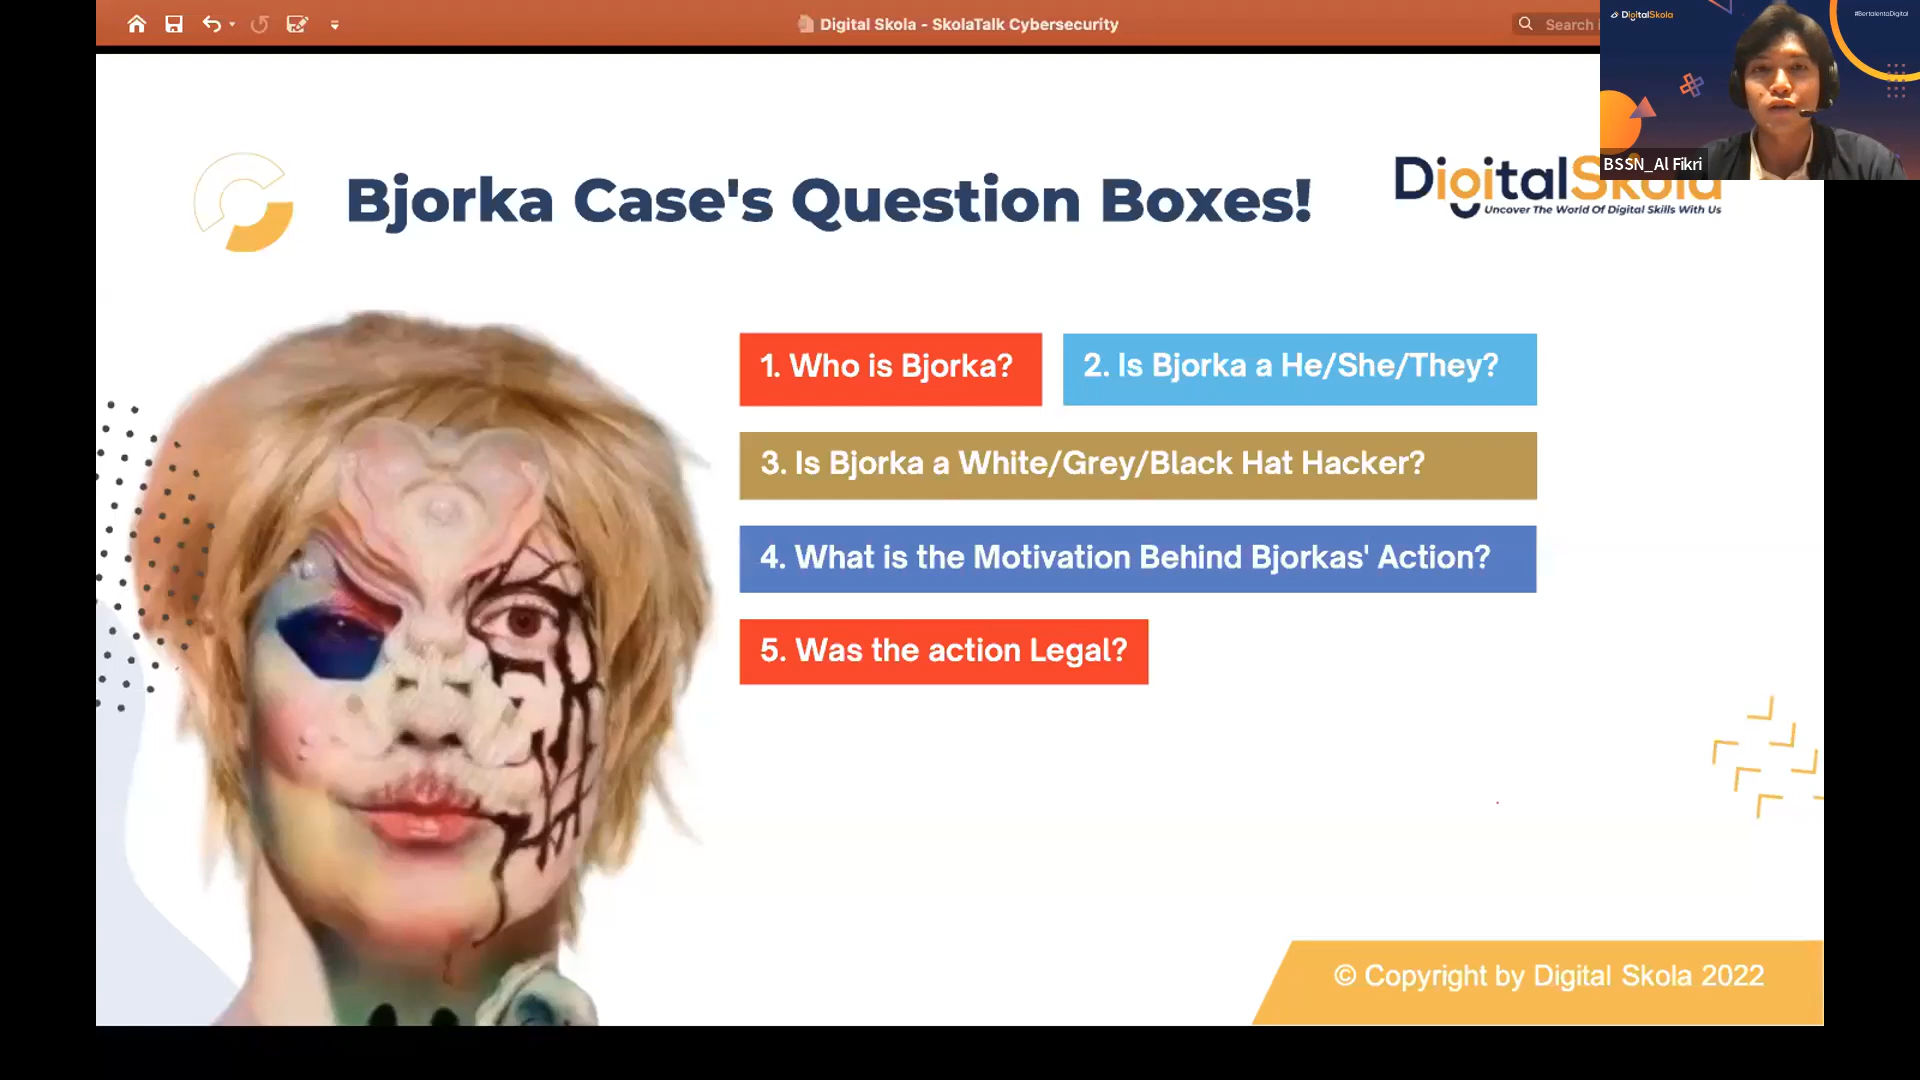 Digital Skola - SkolaTalk Cybersecurity
Search
DigitalSkola
#BertalentaDigital
BSSN_Al Fikri
Bjorka Case's Question Boxes!
DigitalSkola
Uncover The World Of Digital Skills With Us
1. Who is Bjorka?
2. Is Bjorka a He/She/They?
3. Is Bjorka a White/Grey/Black Hat Hacker?
4. What is the Motivation Behind Bjorkas' Action?
5. Was the action Legal?
© Copyright by Digital Skola 2022